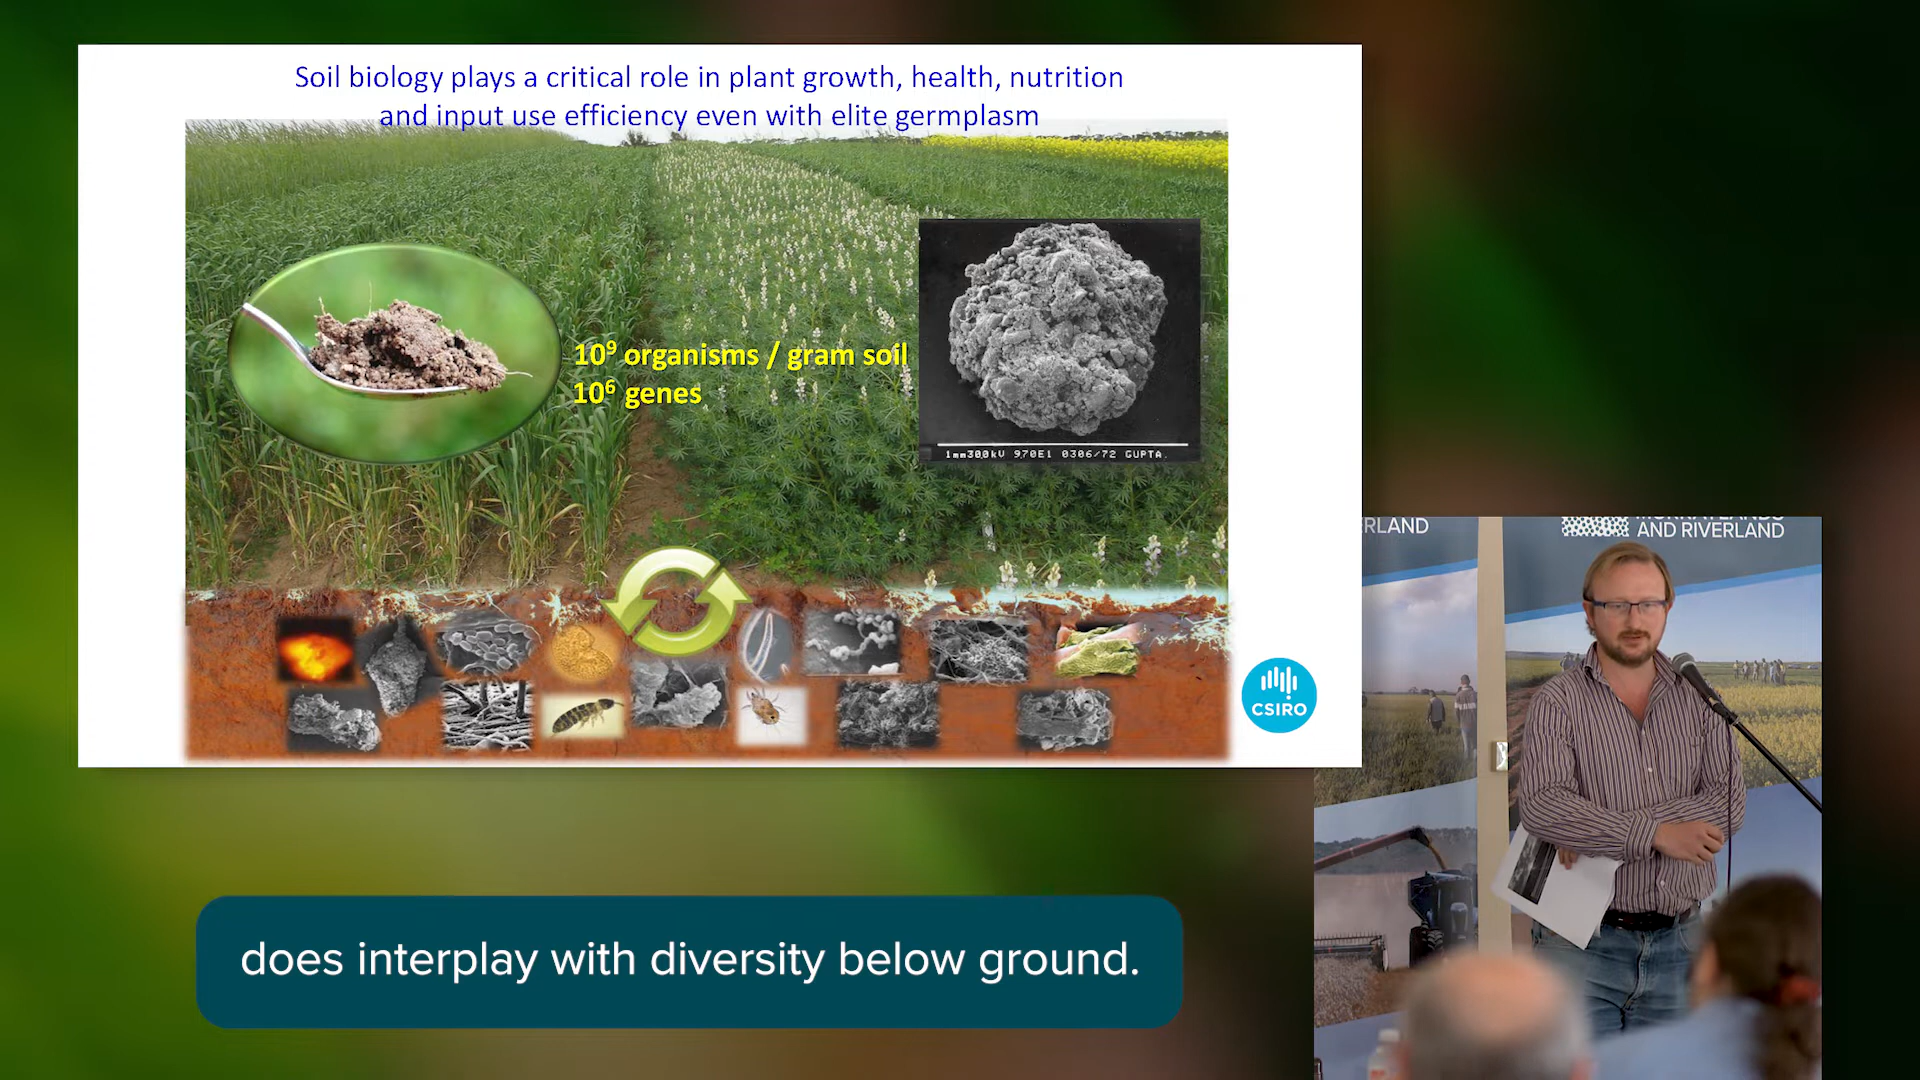 Soil biology plays a critical role in plant growth, health, nutrition
and input use efficiency even with elite germplasm
10⁹ organisms / gram soil
10⁶ genes
1mm300kV 970E1 0306/72 GUPTA.
CSIRO
RLAND
AND RIVERLAND
does interplay with diversity below ground.